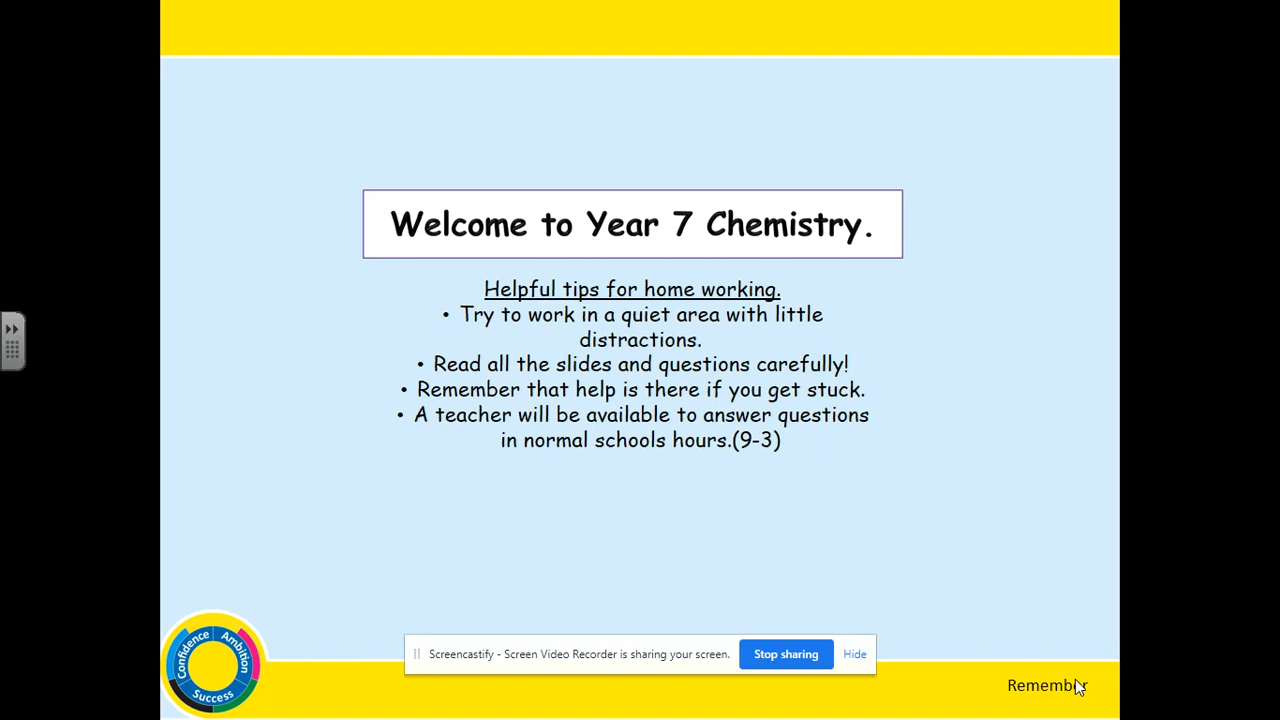 Welcome to Year 7 Chemistry.
Helpful tips for home working.
• Try to work in a quiet area with little
distractions.
• Read all the slides and questions carefully!
• Remember that help is there if you get stuck.
• A teacher will be available to answer questions
in normal schools hours.(9-3)
Confidence
Ambition
Success
Screencastify - Screen Video Recorder is sharing your screen.
Stop sharing
Hide
Remember